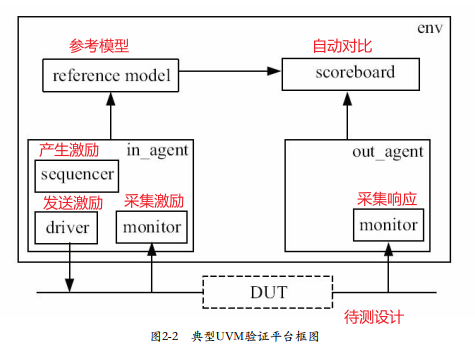 env
参考模型
自动对比
reference model
scoreboard
产生激励
in_agent
out_agent
sequencer
发送激励
采集激励
采集响应
driver
monitor
monitor
DUT
待测设计
图2-2 典型UVM验证平台框图